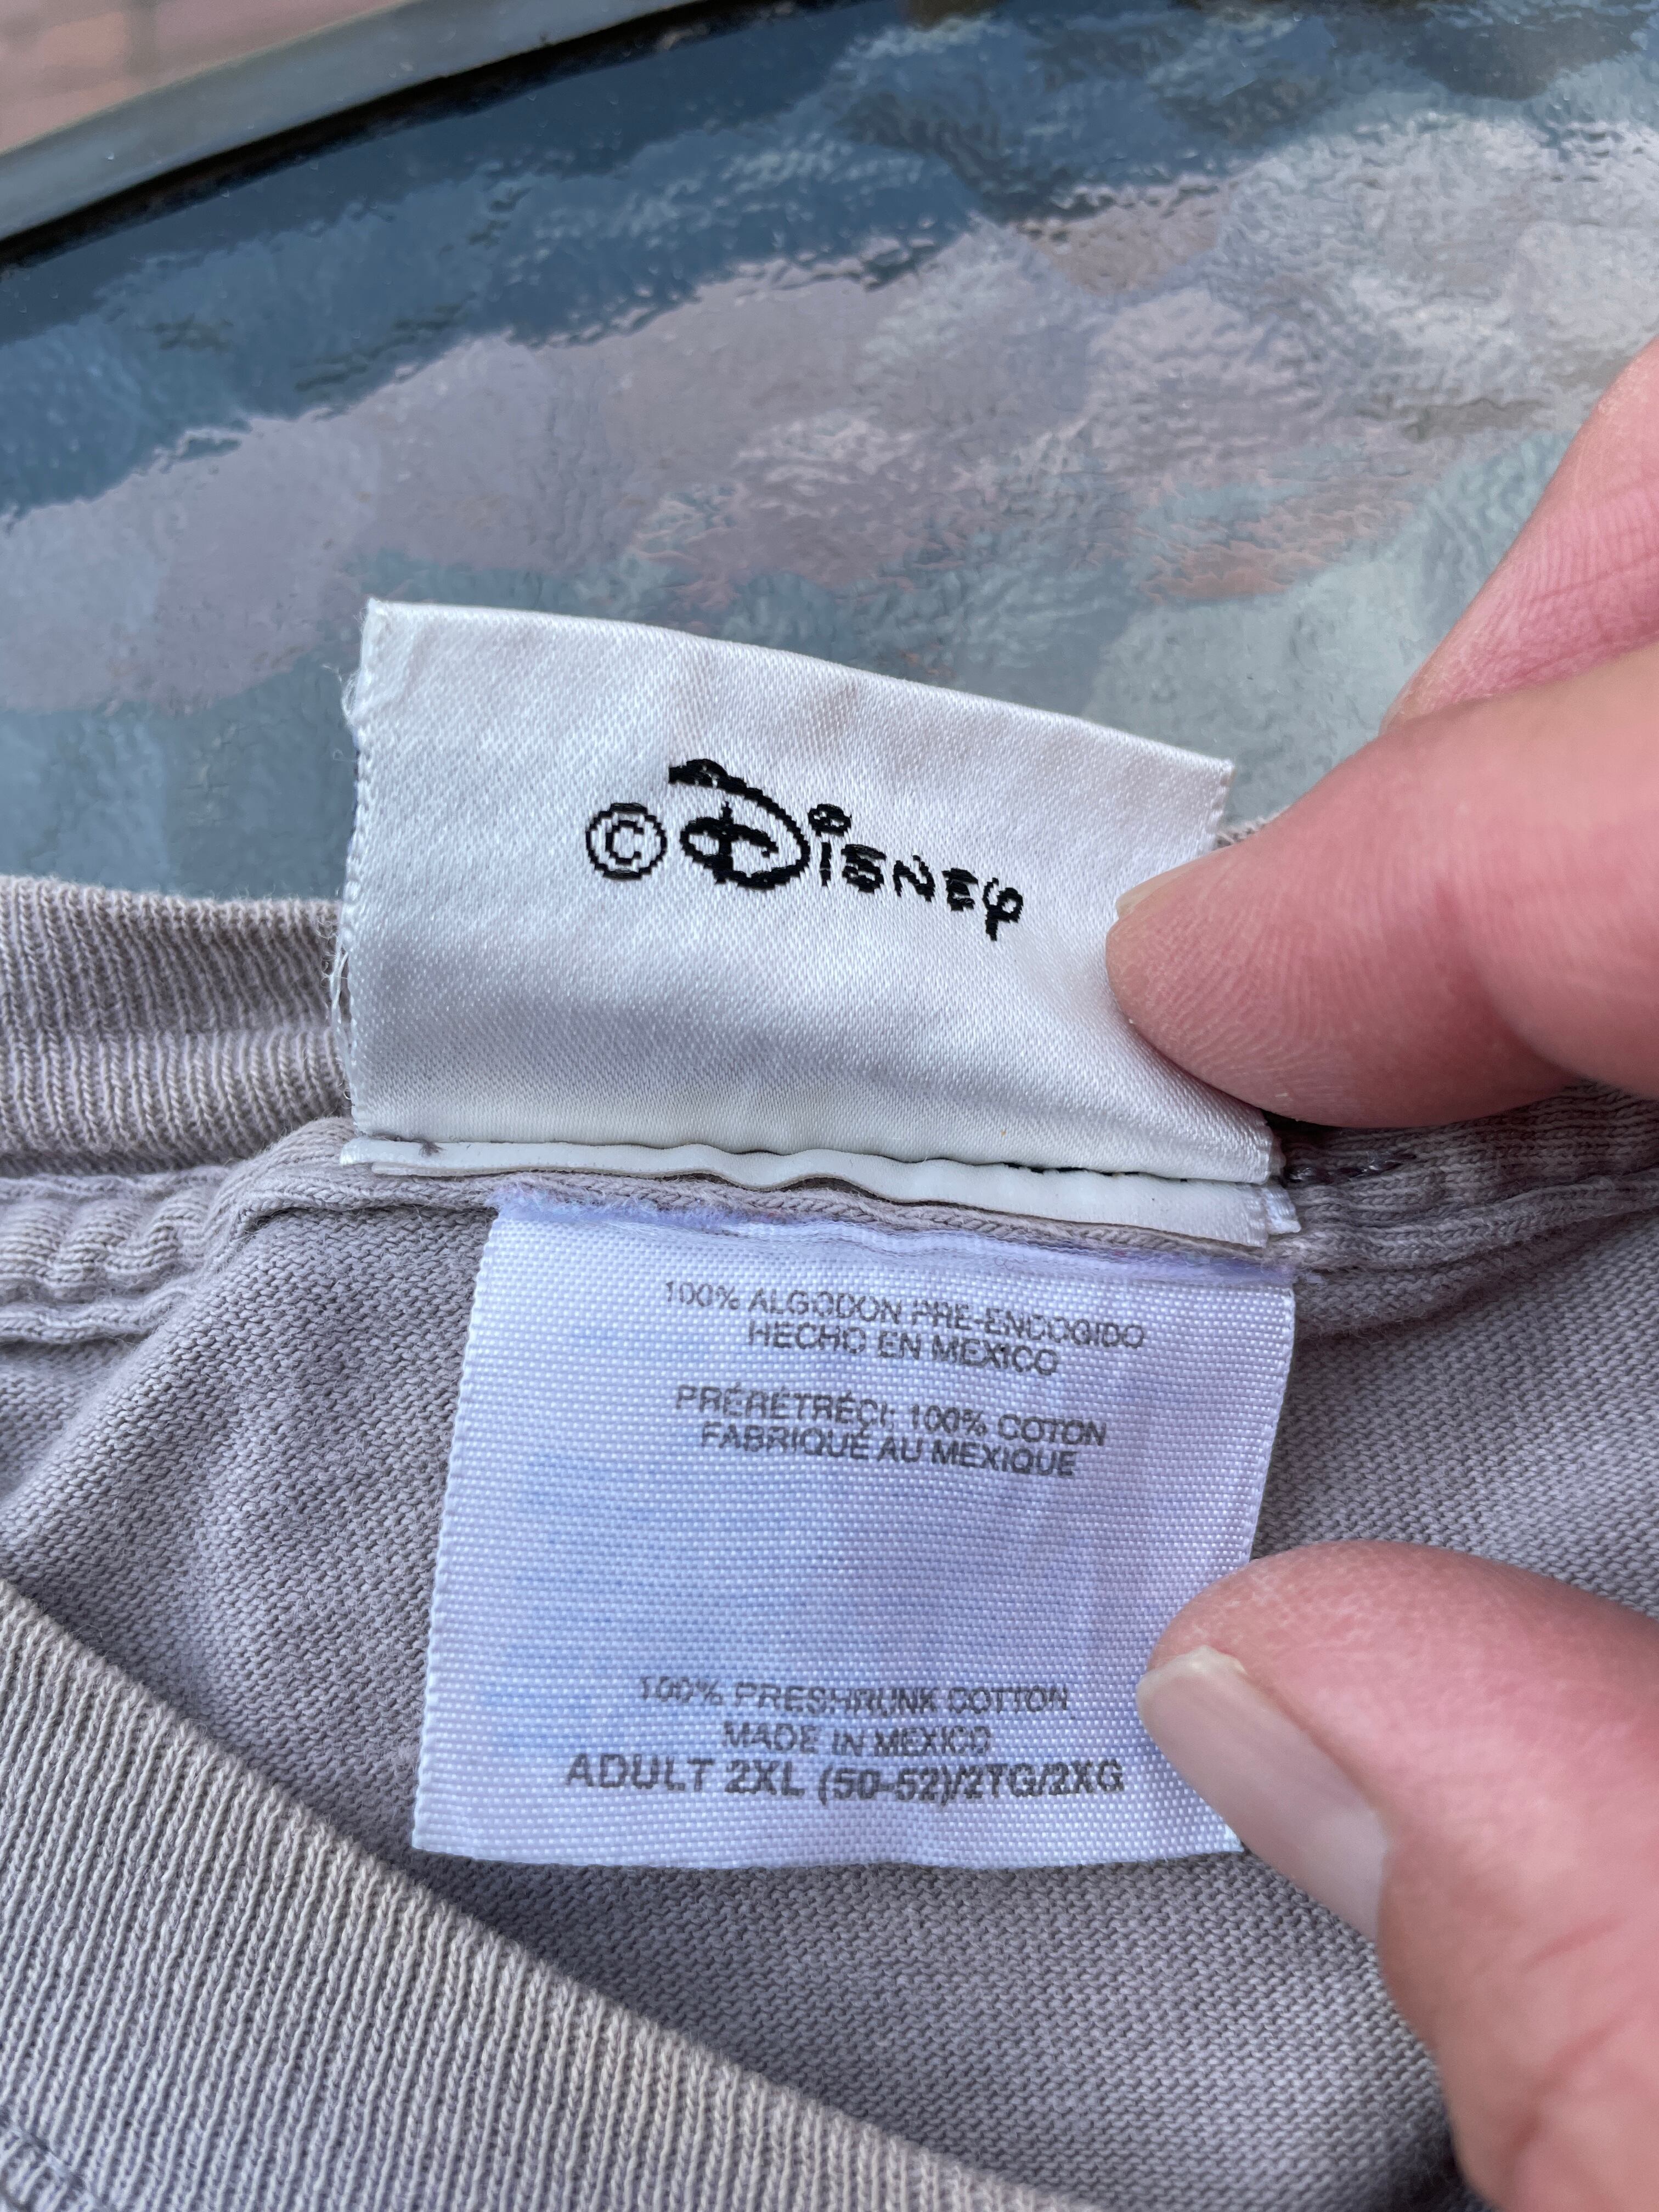 © Disney
100% ALGODON PRE-ENCOGIDO
HECHO EN MEXICO
PRÉRÉTRÉCI: 100% COTON
FABRIQUÉ AU MEXIQUE
100% PRESHRUNK COTTON
MADE IN MEXICO
ADULT 2XL (50-52)/2TG/2XG